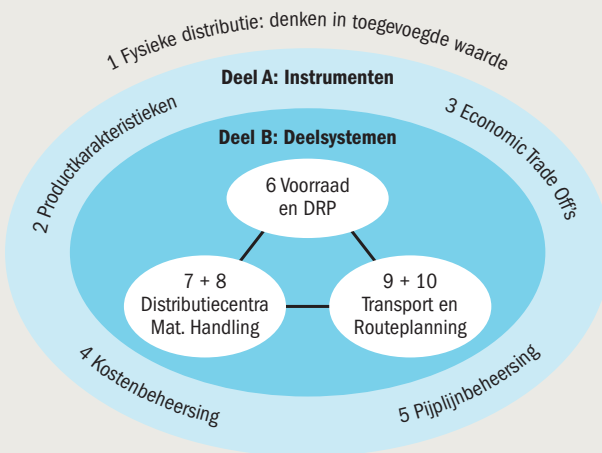 1 Fysieke distributie: denken in toegevoegde waarde
Deel A: Instrumenten
2 Productkarakteristieken
3 Economic Trade Off's
Deel B: Deelsystemen
6 Voorraad
en DRP
7 + 8
Distributiecentra
Mat. Handling
9 + 10
Transport en
Routeplanning
4 Kostenbeheersing
5 Pijplijnbeheersing